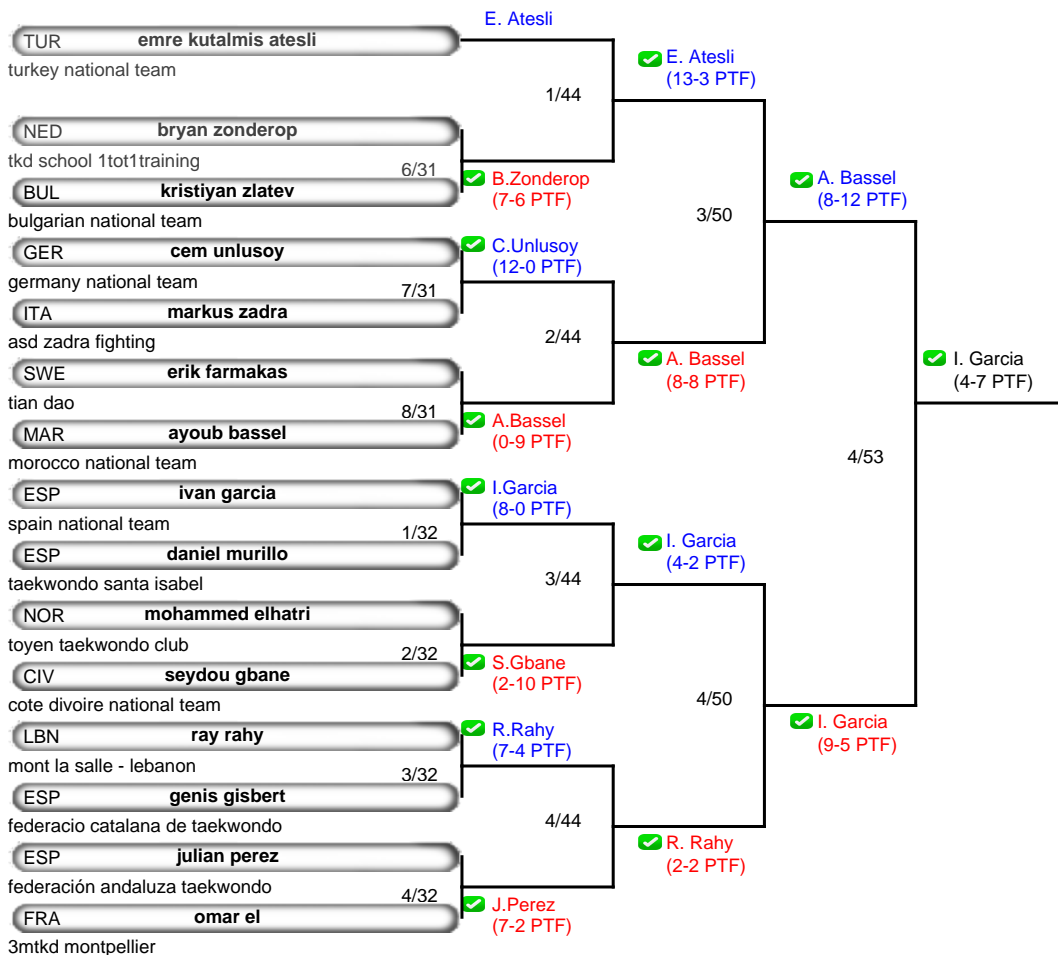 TUR emre kutalmis atesli
turkey national team
NED bryan zonderop
tkd school 1tot1training
6/31
BUL kristiyan zlatev
bulgarian national team
GER cem unlusoy
germany national team
7/31
ITA markus zadra
asd zadra fighting
SWE erik farmakas
tian dao
8/31
MAR ayoub bassel
morocco national team
ESP ivan garcia
spain national team
1/32
ESP daniel murillo
taekwondo santa isabel
NOR mohammed elhatri
toyen taekwondo club
2/32
CIV seydou gbane
cote divoire national team
LBN ray rahy
mont la salle - lebanon
3/32
ESP genis gisbert
federacio catalana de taekwondo
ESP julian perez
federación andaluza taekwondo
4/32
FRA omar el
3mtkd montpellier
E. Atesli
1/44
B.Zonderop
(7-6 PTF)
C.Unlusoy
(12-0 PTF)
2/44
A.Bassel
(0-9 PTF)
I.Garcia
(8-0 PTF)
3/44
S.Gbane
(2-10 PTF)
R.Rahy
(7-4 PTF)
4/44
J.Perez
(7-2 PTF)
E. Atesli
(13-3 PTF)
3/50
A. Bassel
(8-8 PTF)
I. Garcia
(4-2 PTF)
4/50
R. Rahy
(2-2 PTF)
A. Bassel
(8-12 PTF)
4/53
I. Garcia
(9-5 PTF)
I. Garcia
(4-7 PTF)